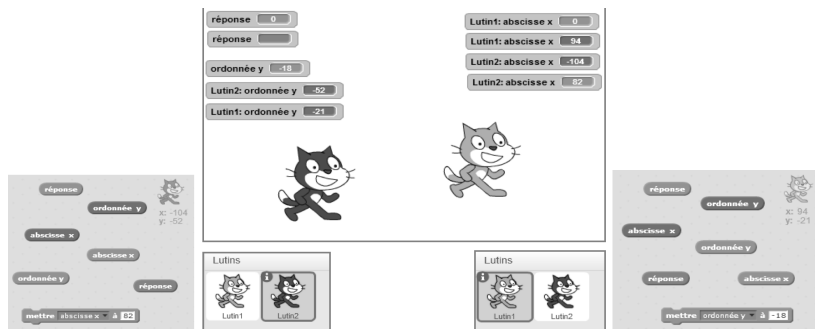 réponse
ordonnée y
x: -104
y: -52
abscisse x
abscisse x
ordonnée y
réponse
mettre abscisse x à 82
réponse 0
réponse
ordonnée y -18
Lutin2: ordonnée y -52
Lutin1: ordonnée y -21
Lutin1: abscisse x 0
Lutin1: abscisse x 94
Lutin2: abscisse x -104
Lutin2: abscisse x 82
Lutins
Lutin1 Lutin2
Lutins
Lutin1 Lutin2
réponse
ordonnée y
x: 94
y: -21
abscisse x
ordonnée y
réponse abscisse x
mettre ordonnée y à -18